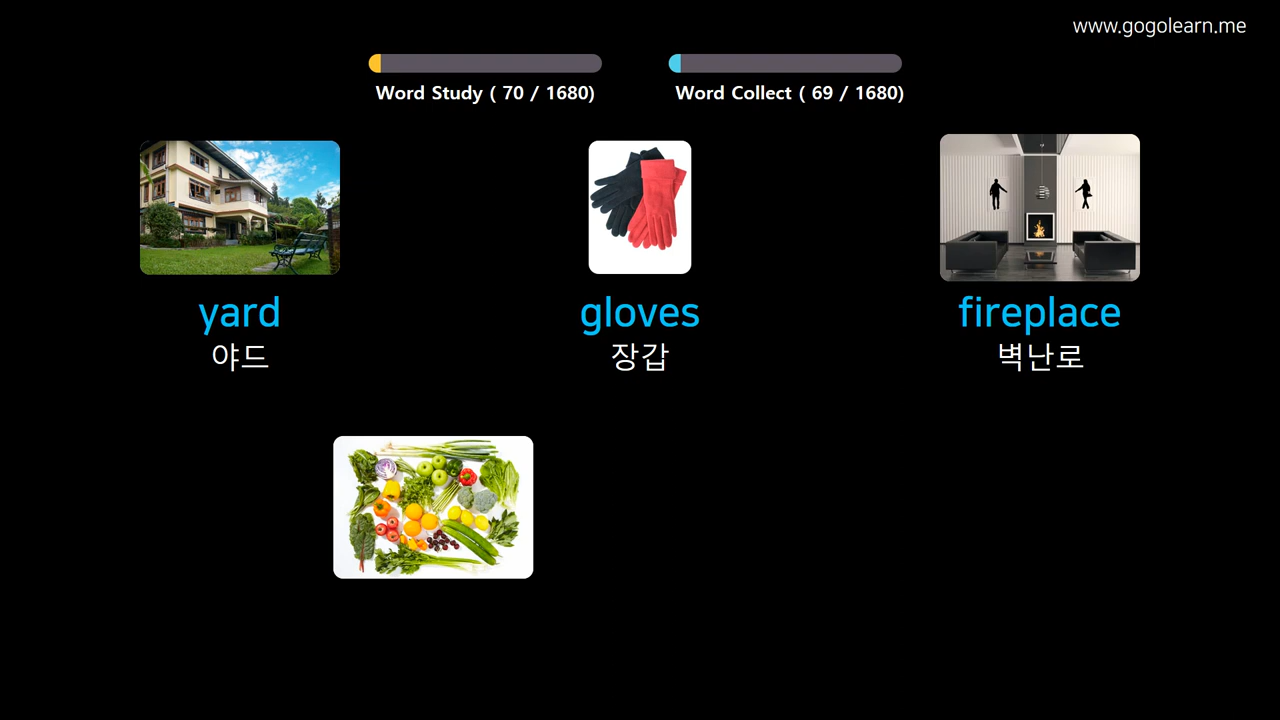 www.gogolearn.me
Word Study ( 70 / 1680)
Word Collect ( 69 / 1680)
yard
야드
gloves
장갑
fireplace
벽난로